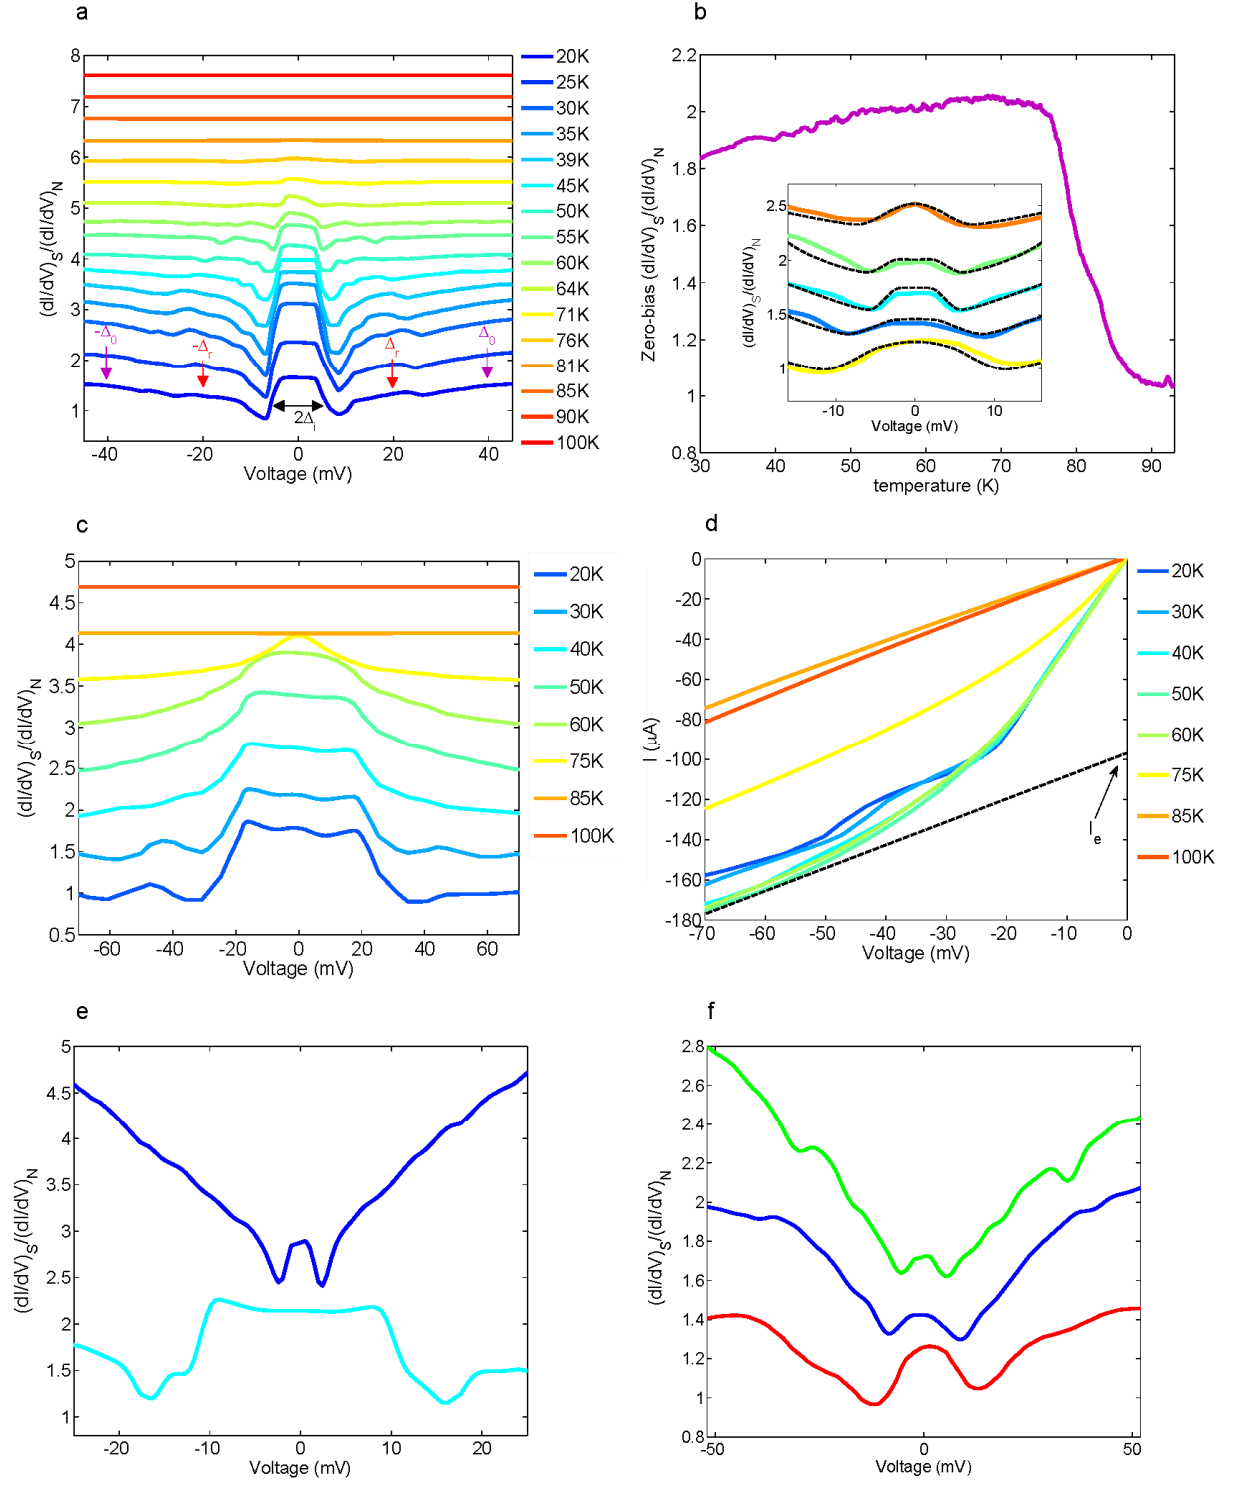 a
8
7
6
5
4
3
2
1
-40
-20
0
20
40
Voltage (mV)
(dI/dV)S/(dI/dV)N
-Δ0
-Δr
Δr
Δ0
2Δi
20K
25K
30K
35K
39K
45K
50K
55K
60K
64K
71K
76K
81K
85K
90K
100K
b
2.2
2
1.8
1.6
1.4
1.2
1
0.8
30
40
50
60
70
80
90
temperature (K)
Zero-bias (dI/dV)S/(dI/dV)N
2.5
2
1.5
1
-10
0
10
Voltage (mV)
(dI/dV)S/(dI/dV)N
c
5
4.5
4
3.5
3
2.5
2
1.5
1
0.5
-60
-40
-20
0
20
40
60
Voltage (mV)
(dI/dV)S/(dI/dV)N
20K
30K
40K
50K
60K
75K
85K
100K
d
0
-20
-40
-60
-80
-100
-120
-140
-160
-180
-70
-60
-50
-40
-30
-20
-10
0
Voltage (mV)
I (μA)
Ie
20K
30K
40K
50K
60K
75K
85K
100K
e
5
4.5
4
3.5
3
2.5
2
1.5
1
-20
-10
0
10
20
Voltage (mV)
(dI/dV)S/(dI/dV)N
f
2.8
2.6
2.4
2.2
2
1.8
1.6
1.4
1.2
1
0.8
-50
0
50
Voltage (mV)
(dI/dV)S/(dI/dV)N